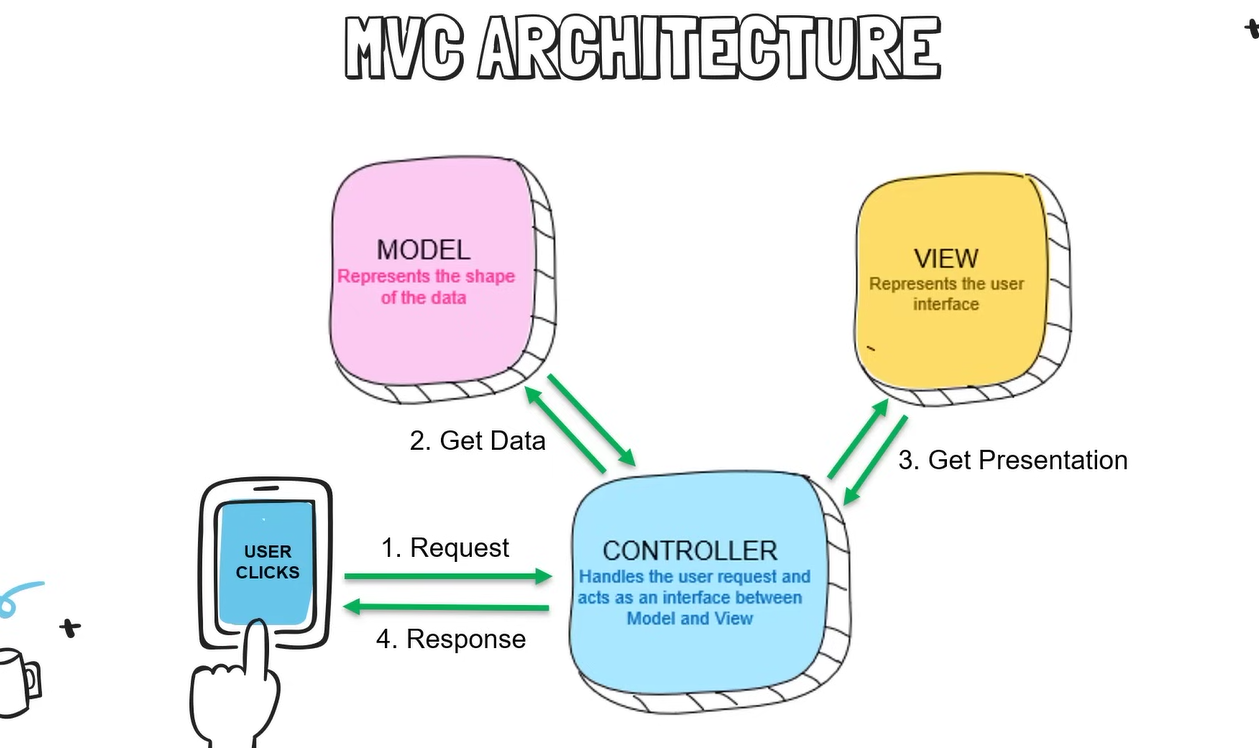 MVC ARCHITECTURE
MODEL
Represents the shape
of the data
VIEW
Represents the user
interface
2. Get Data
3. Get Presentation
USER
CLICKS
1. Request
4. Response
CONTROLLER
Handles the user request and
acts as an interface between
Model and View